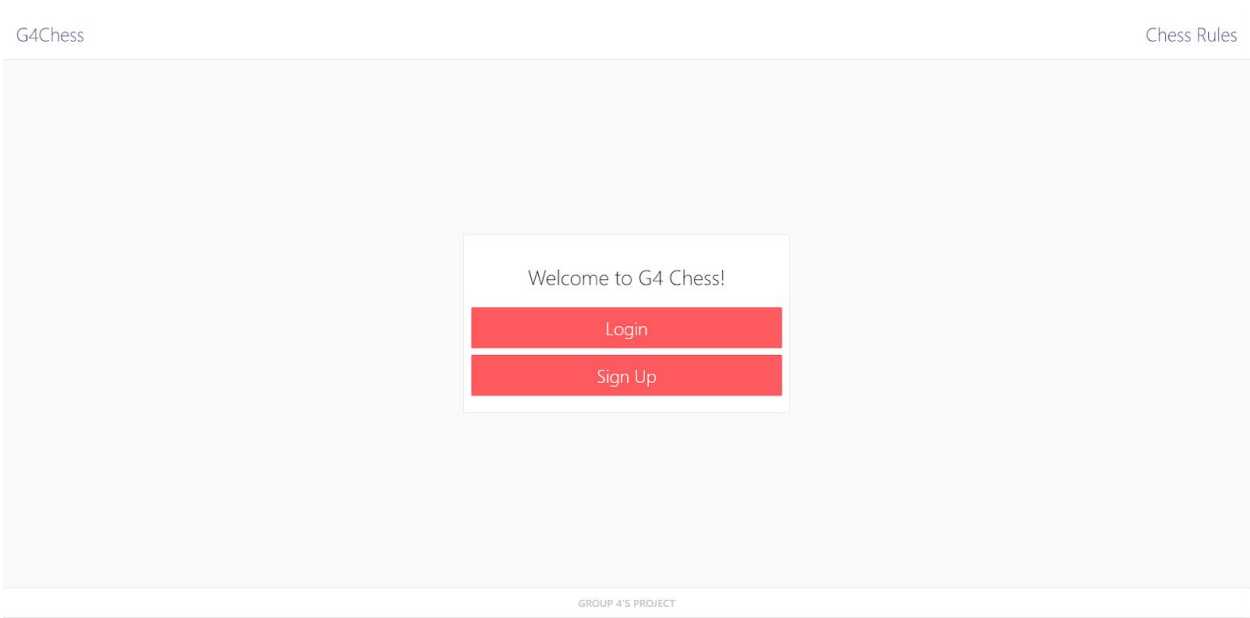 G4Chess
Chess Rules
Welcome to G4 Chess!
Login
Sign Up
GROUP 4'S PROJECT